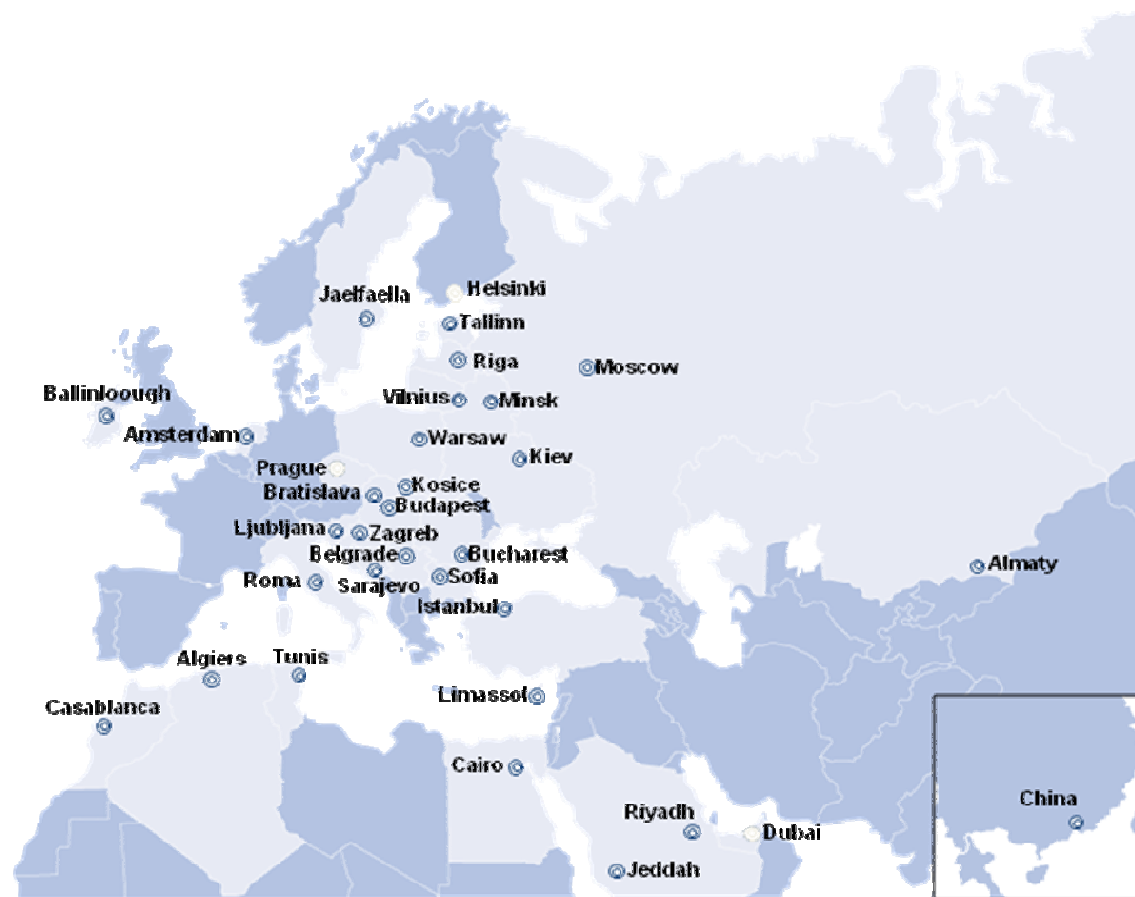 Helsinki
Jaelfaella
Tallinn
Riga
Moscow
Ballinloough
Vilnius
Minsk
Amsterdam
Warsaw
Kiev
Prague
Kosice
Bratislava
Budapest
Ljubljana
Zagreb
Belgrade
Bucharest
Almaty
Roma
Sarajevo
Sofia
Istanbul
Algiers
Tunis
Limassol
Casablanca
Cairo
China
Riyadh
Dubai
Jeddah